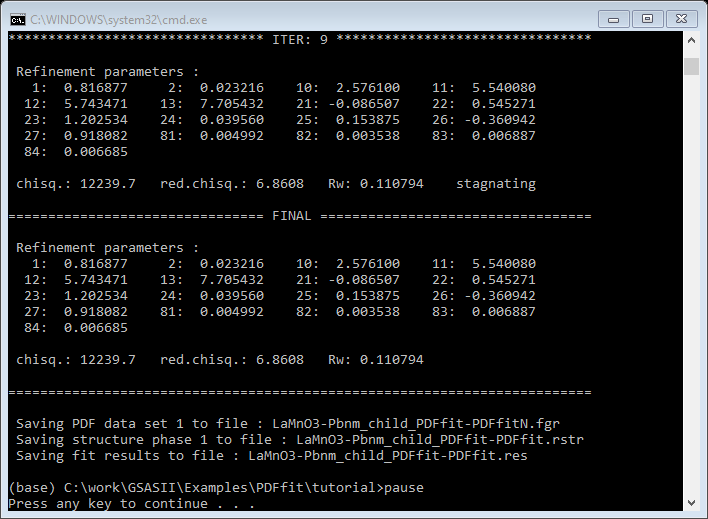 C:\WINDOWS\system32\cmd.exe
******************************** ITER: 9 ********************************
Refinement parameters :
1: 0.816877 2: 0.023216 10: 2.576100 11: 5.540080
12: 5.743471 13: 7.705432 21: -0.086507 22: 0.545271
23: 1.202534 24: 0.039560 25: 0.153875 26: -0.360942
27: 0.918082 81: 0.004992 82: 0.003538 83: 0.006887
84: 0.006685
chisq.: 12239.7 red.chisq.: 6.8608 Rw: 0.110794 stagnating
================================ FINAL ==================================
Refinement parameters :
1: 0.816877 2: 0.023216 10: 2.576100 11: 5.540080
12: 5.743471 13: 7.705432 21: -0.086507 22: 0.545271
23: 1.202534 24: 0.039560 25: 0.153875 26: -0.360942
27: 0.918082 81: 0.004992 82: 0.003538 83: 0.006887
84: 0.006685
chisq.: 12239.7 red.chisq.: 6.8608 Rw: 0.110794
=========================================================================
Saving PDF data set 1 to file : LaMnO3-Pbnm_child_PDFfit-PDFfitN.fgr
Saving structure phase 1 to file : LaMnO3-Pbnm_child_PDFfit-PDFfit.rstr
Saving fit results to file : LaMnO3-Pbnm_child_PDFfit-PDFfit.res
(base) C:\work\GSASII\Examples\PDFfit\tutorial>pause
Press any key to continue . . .